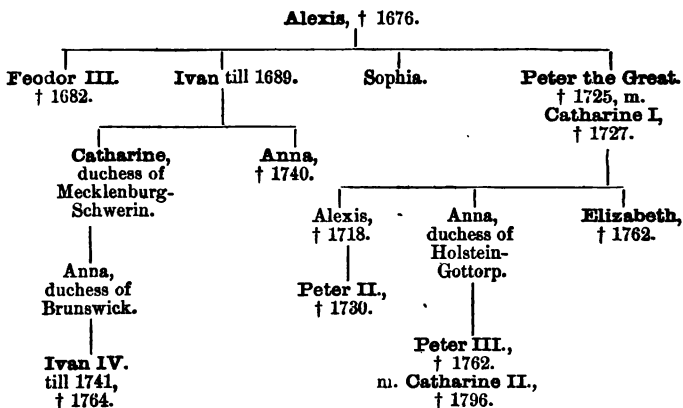 Alexis, † 1676.
Feodor III. Ivan till 1689. Sophia. Peter the Great.
† 1682. † 1725, m.
Catharine I,
† 1727.
Catharine, Anna,
duchess of † 1740.
Mecklenburg-
Schwerin.
Alexis, Anna, Elizabeth,
† 1718. duchess of † 1762.
Holstein-
Gottorp.
Anna,
duchess of
Brunswick.
Peter II.,
† 1730.
Ivan IV.
till 1741,
† 1764.
Peter III.,
† 1762.
m. Catharine II.,
† 1796.